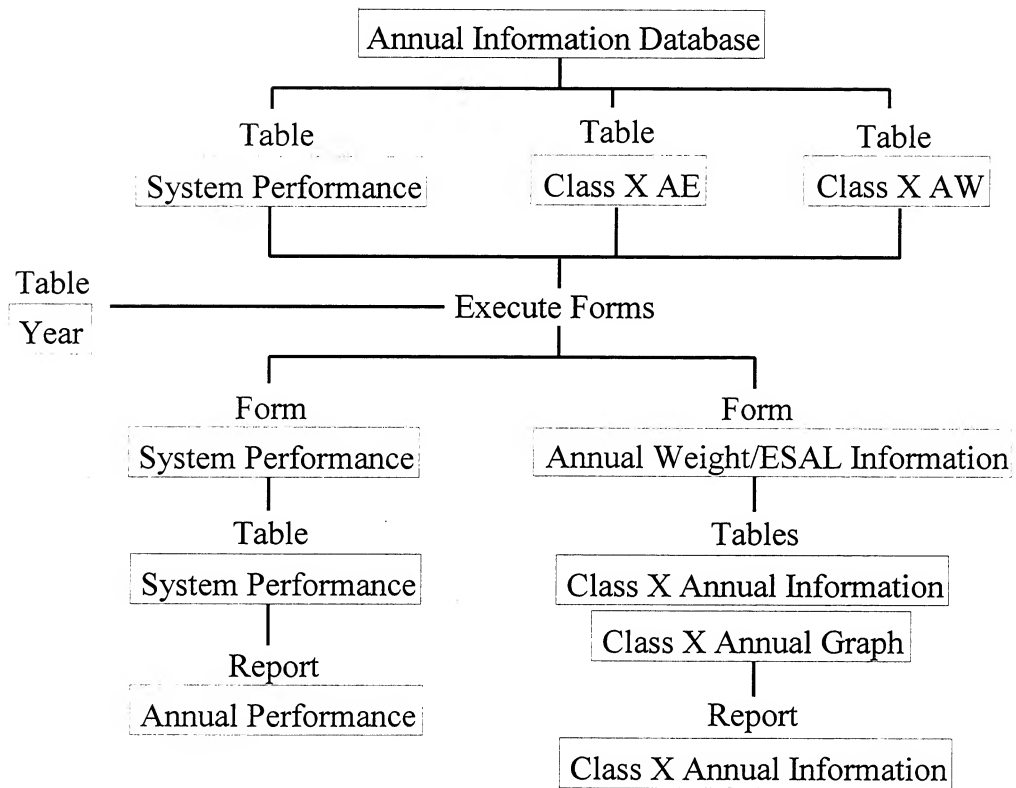 Annual Information Database
Table
Table
Table
System Performance
Class X AE
Class X AW
Table
Year
Execute Forms
Form
Form
System Performance
Annual Weight/ESAL Information
Table
Tables
System Performance
Class X Annual Information
Class X Annual Graph
Report
Annual Performance
Report
Class X Annual Information